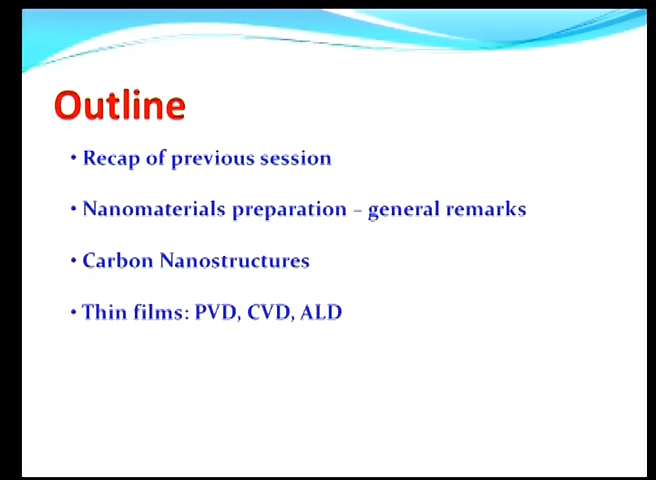 Outline
• Recap of previous session
• Nanomaterials preparation – general remarks
• Carbon Nanostructures
• Thin films: PVD, CVD, ALD